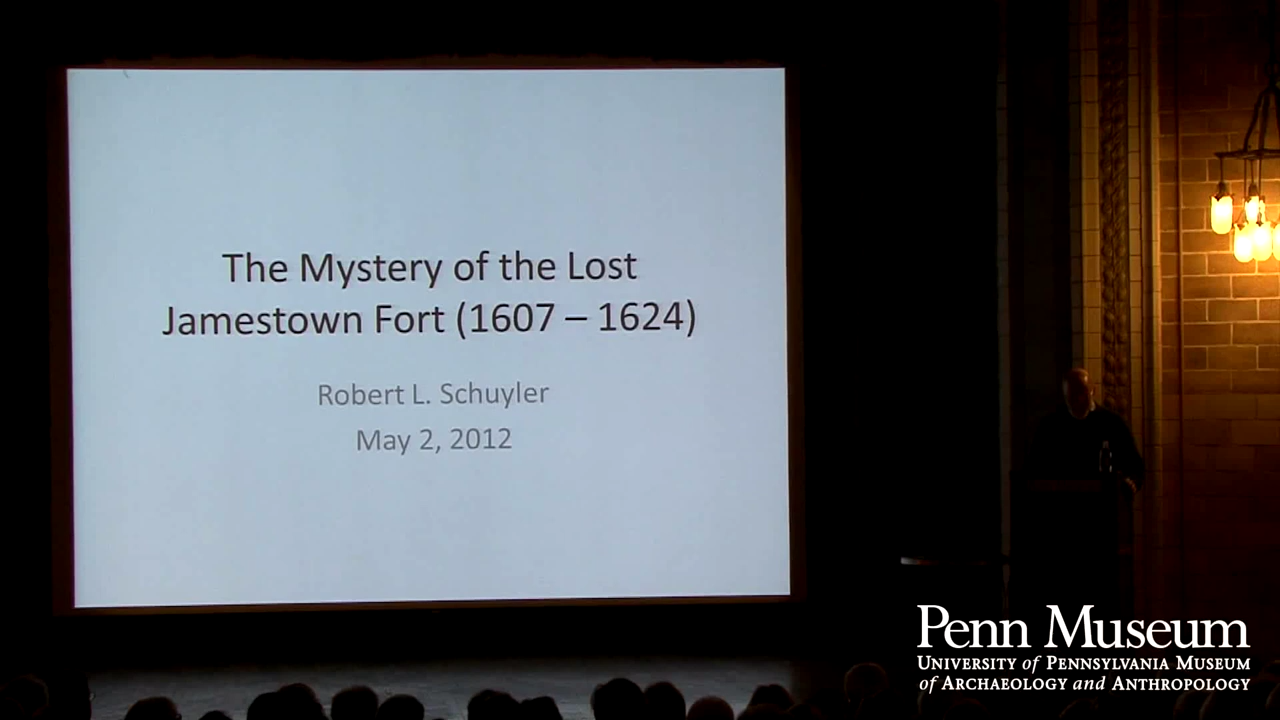 The Mystery of the Lost
Jamestown Fort (1607 – 1624)
Robert L. Schuyler
May 2, 2012
Penn Museum
University of Pennsylvania Museum
of Archaeology and Anthropology